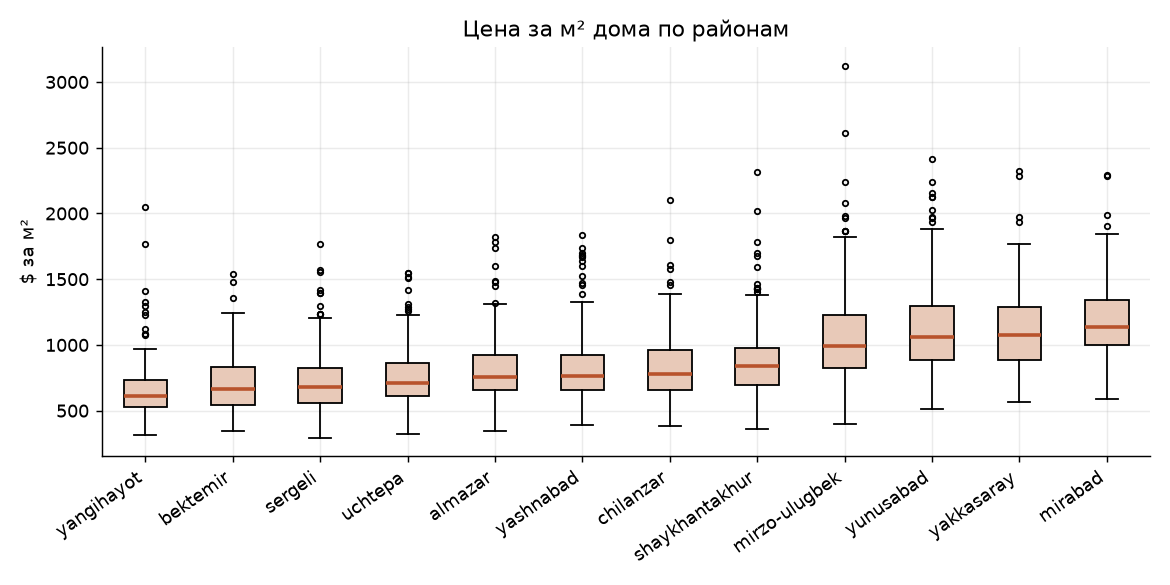 Цена за м² дома по районам
$ за м²
3000
2500
2000
1500
1000
500
yangihayot
bektemir
sergeli
uchtepa
almazar
yashnabad
chilanzar
shaykhantakhur
mirzo-ulugbek
yunusabad
yakkasaray
mirabad